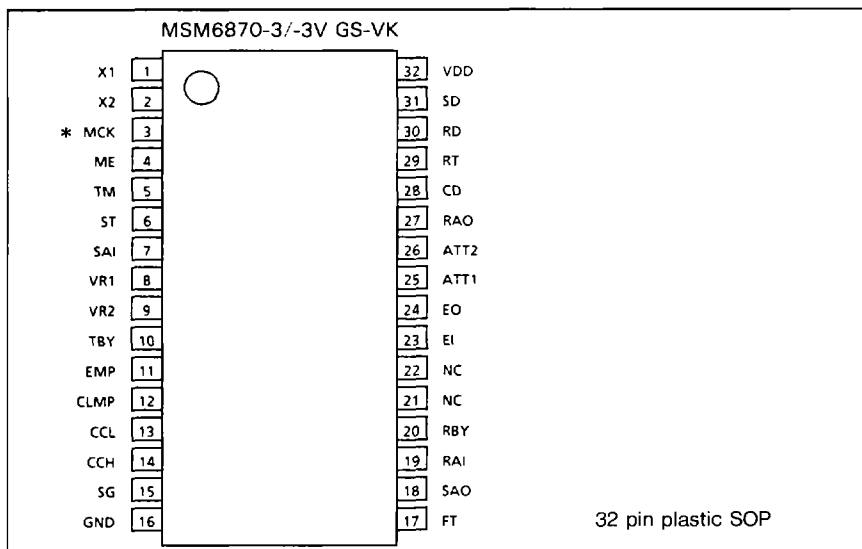 MSM6870-3/-3V GS-VK
X1 1 32 VDD
X2 2 31 SD
* MCK 3 30 RD
ME 4 29 RT
TM 5 28 CD
ST 6 27 RAO
SAI 7 26 ATT2
VR1 8 25 ATT1
VR2 9 24 EO
TBY 10 23 EI
EMP 11 22 NC
CLMP 12 21 NC
CCL 13 20 RBY
CCH 14 19 RAI
SG 15 18 SAO
GND 16 17 FT
32 pin plastic SOP